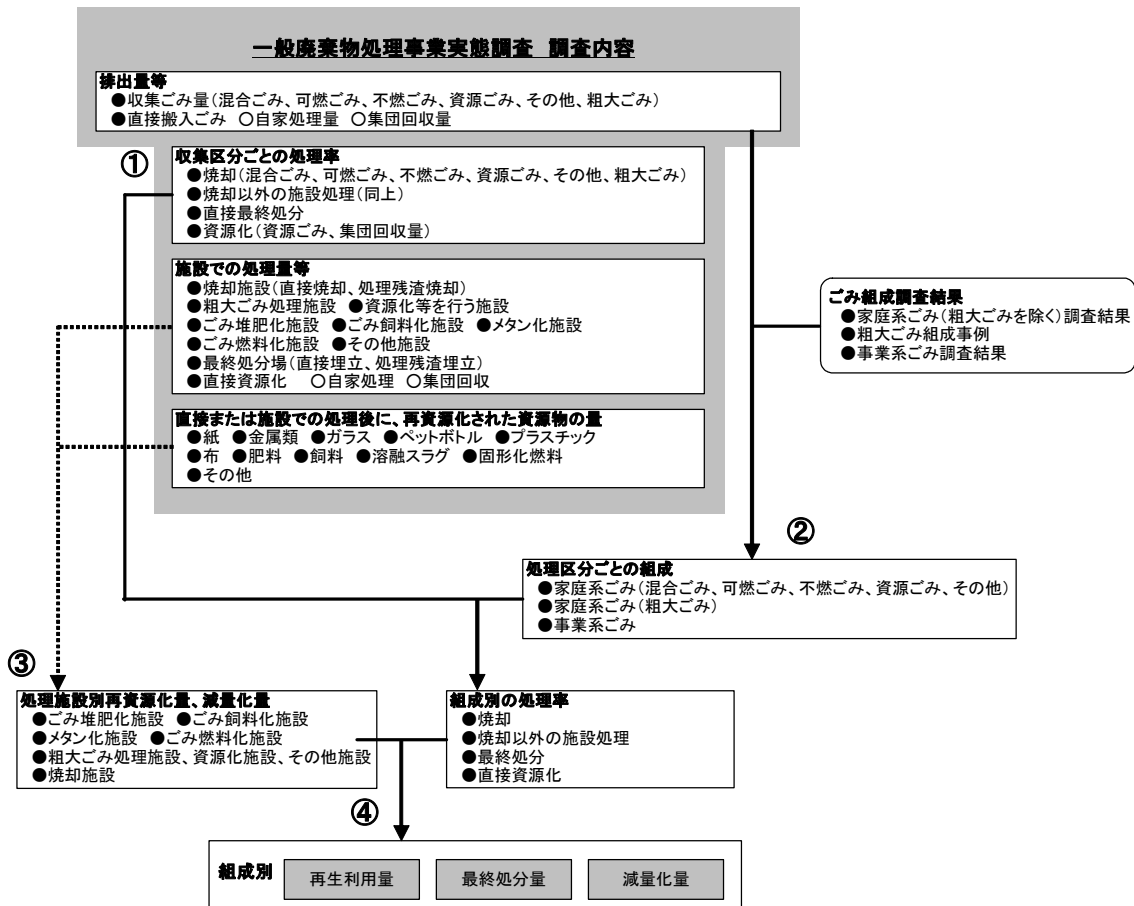 一般廃棄物処理事業実態調査 調査内容
排出量等
●収集ごみ量(混合ごみ、可燃ごみ、不燃ごみ、資源ごみ、その他、粗大ごみ)
●直接搬入ごみ ○自家処理量 ○集団回収量
①
収集区分ごとの処理率
●焼却(混合ごみ、可燃ごみ、不燃ごみ、資源ごみ、その他、粗大ごみ)
●焼却以外の施設処理(同上)
●直接最終処分
●資源化(資源ごみ、集団回収量)
施設での処理量等
●焼却施設(直接焼却、処理残渣焼却)
●粗大ごみ処理施設 ●資源化等を行う施設
●ごみ堆肥化施設 ●ごみ飼料化施設 ●メタン化施設
●ごみ燃料化施設 ●その他施設
●最終処分場(直接埋立、処理残渣埋立)
●直接資源化 ○自家処理 ○集団回収
ごみ組成調査結果
●家庭系ごみ(粗大ごみを除く)調査結果
●粗大ごみ組成事例
●事業系ごみ調査結果
直接または施設での処理後に、再資源化された資源物の量
●紙 ●金属類 ●ガラス ●ペットボトル ●プラスチック
●布 ●肥料 ●飼料 ●溶融スラグ ●固形化燃料
●その他
②
処理区分ごとの組成
●家庭系ごみ(混合ごみ、可燃ごみ、不燃ごみ、資源ごみ、その他)
●家庭系ごみ(粗大ごみ)
●事業系ごみ
③
処理施設別再資源化量、減量化量
●ごみ堆肥化施設 ●ごみ飼料化施設
●メタン化施設 ●ごみ燃料化施設
●粗大ごみ処理施設、資源化施設、その他施設
●焼却施設
組成別の処理率
●焼却
●焼却以外の施設処理
●最終処分
●直接資源化
④
組成別 再生利用量 最終処分量 減量化量